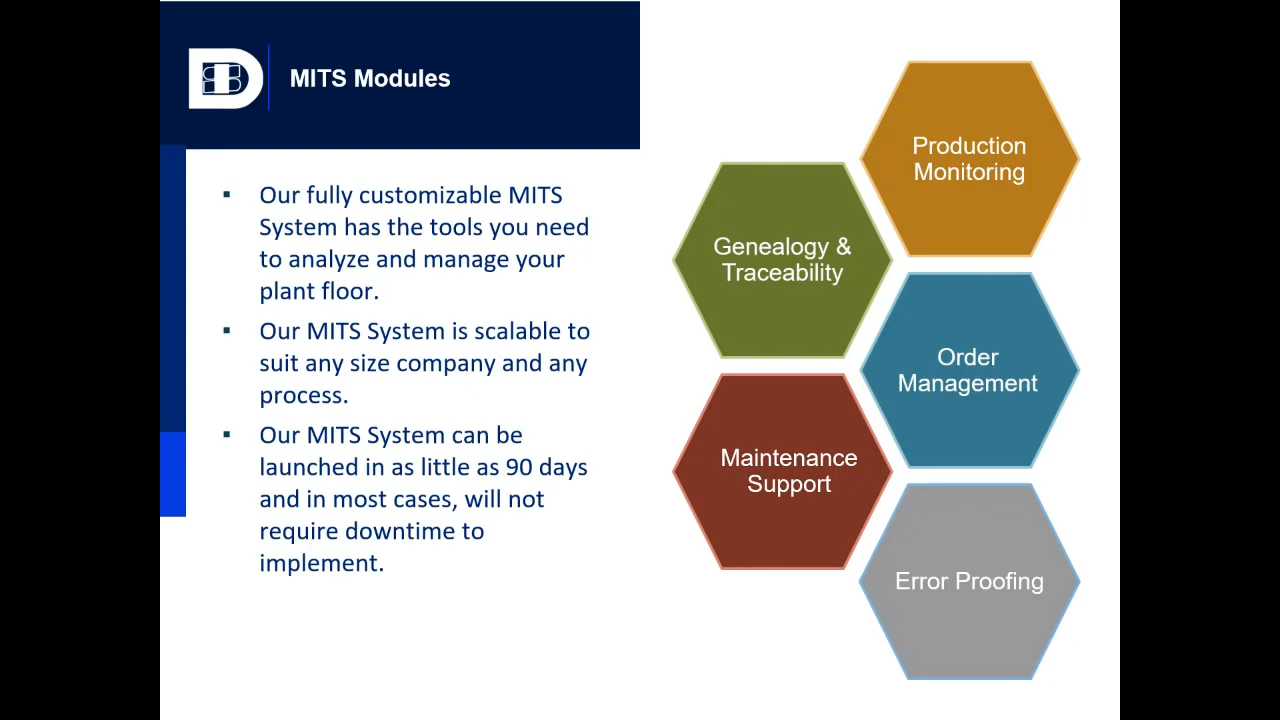 MITS Modules
▪ Our fully customizable MITS
System has the tools you need
to analyze and manage your
plant floor.
▪ Our MITS System is scalable to
suit any size company and any
process.
▪ Our MITS System can be
launched in as little as 90 days
and in most cases, will not
require downtime to
implement.
Production
Monitoring
Genealogy &
Traceability
Order
Management
Maintenance
Support
Error Proofing